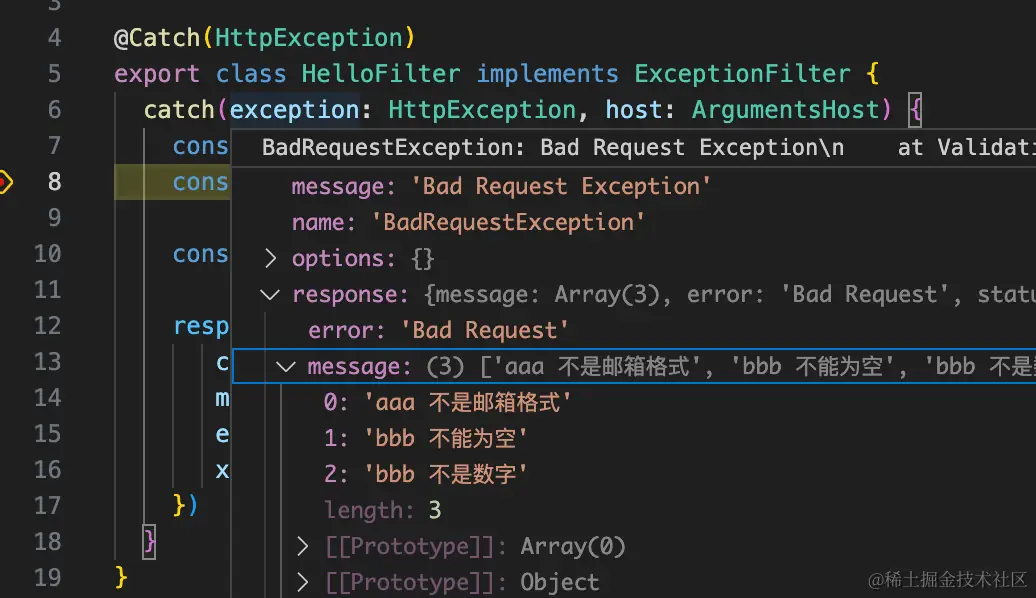 3
4 @Catch(HttpException)
5 export class HelloFilter implements ExceptionFilter {
6 catch(exception: HttpException, host: ArgumentsHost) {
7 cons BadRequestException: Bad Request Exception\n at Validati
8 cons message: 'Bad Request Exception'
9 name: 'BadRequestException'
10 cons options: {}
11 response: {message: Array(3), error: 'Bad Request', statu
12 resp error: 'Bad Request'
13 c message: (3) ['aaa 不是邮箱格式', 'bbb 不能为空', 'bbb 不是
14 m 0: 'aaa 不是邮箱格式'
15 e 1: 'bbb 不能为空'
16 x 2: 'bbb 不是数字'
17 }) length: 3
18 } [[Prototype]]: Array(0)
19 } [[Prototype]]: Object
@稀土掘金技术社区